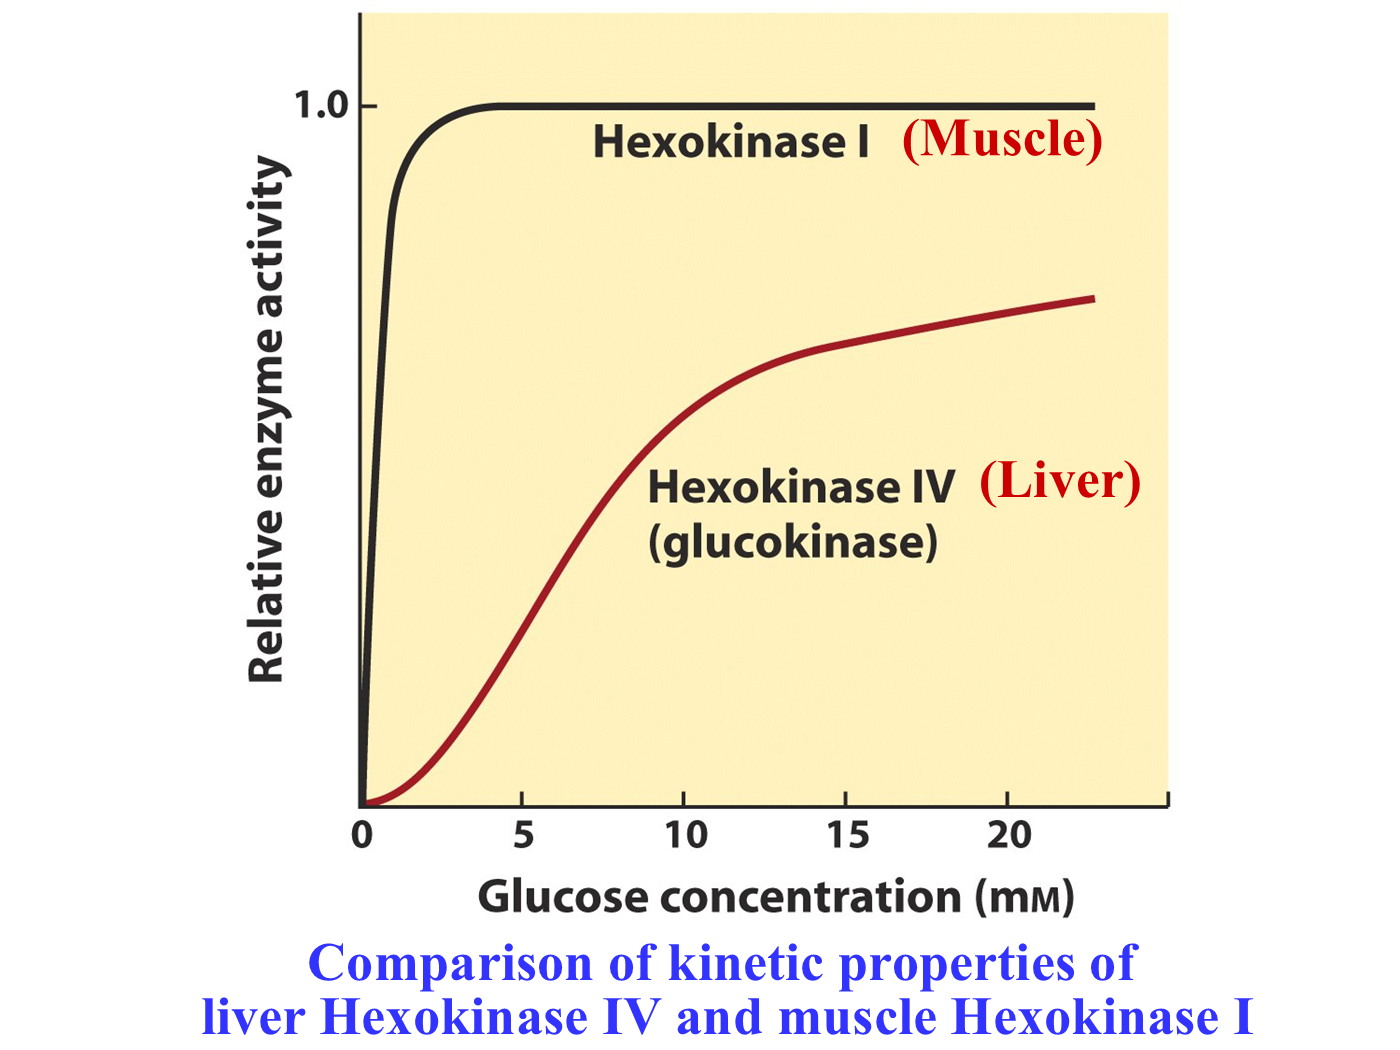 1.0
Hexokinase I (Muscle)
Relative enzyme activity
Hexokinase IV (Liver)
(glucokinase)
0 5 10 15 20
Glucose concentration (mM)
Comparison of kinetic properties of
liver Hexokinase IV and muscle Hexokinase I